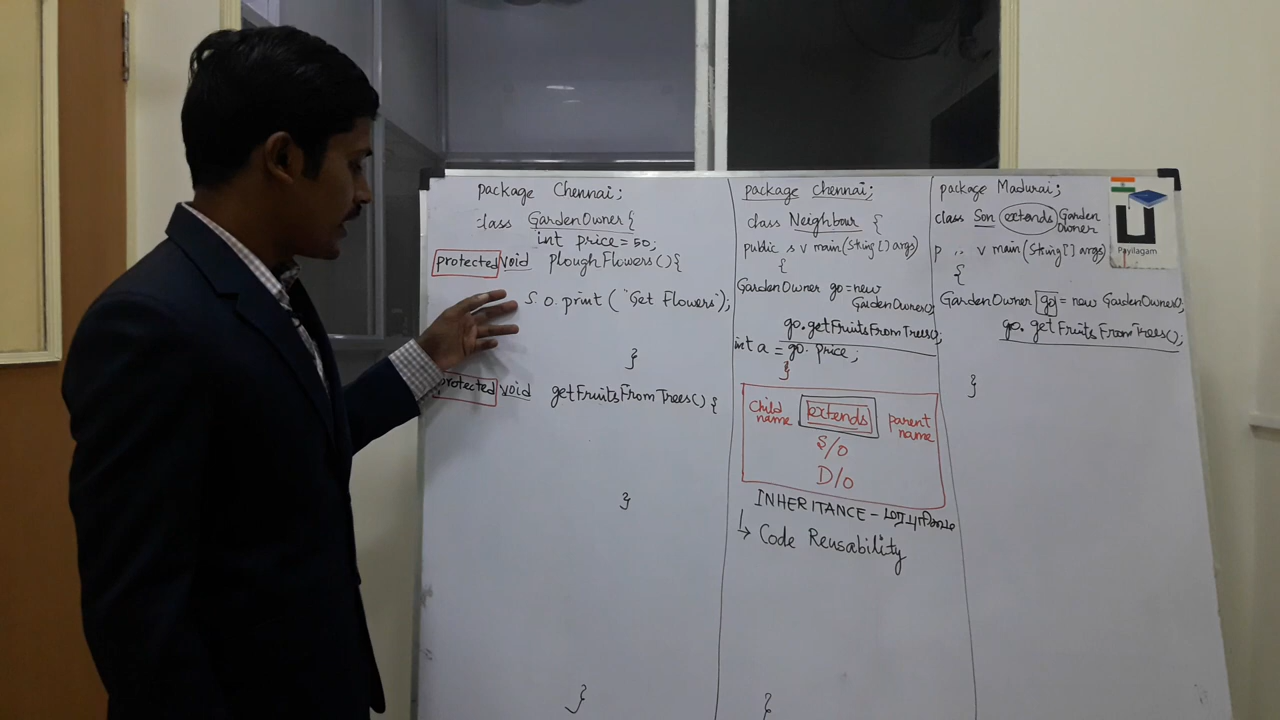 package Chennai;
class GardenOwner {
int price = 50;
protected void ploughFlowers() {
S. O. print ("Get Flowers");
}
protected void getFruitsFromTrees() {
}
}
package chennai;
class Neighbour {
public s v main(String[] args)
{
GardenOwner go = new
GardenOwner();
go.getFruitsFromTrees();
int a = go. price;
}
child name extends parent name
S/O
D/O
INHERITANCE -
↳ Code Reusability
}
package Madurai;
class Son extends Garden
Owner
p .. v main(String[] args)
{
GardenOwner go = new GardenOwner();
go. getFruitsFromTrees();
}
Payilagam